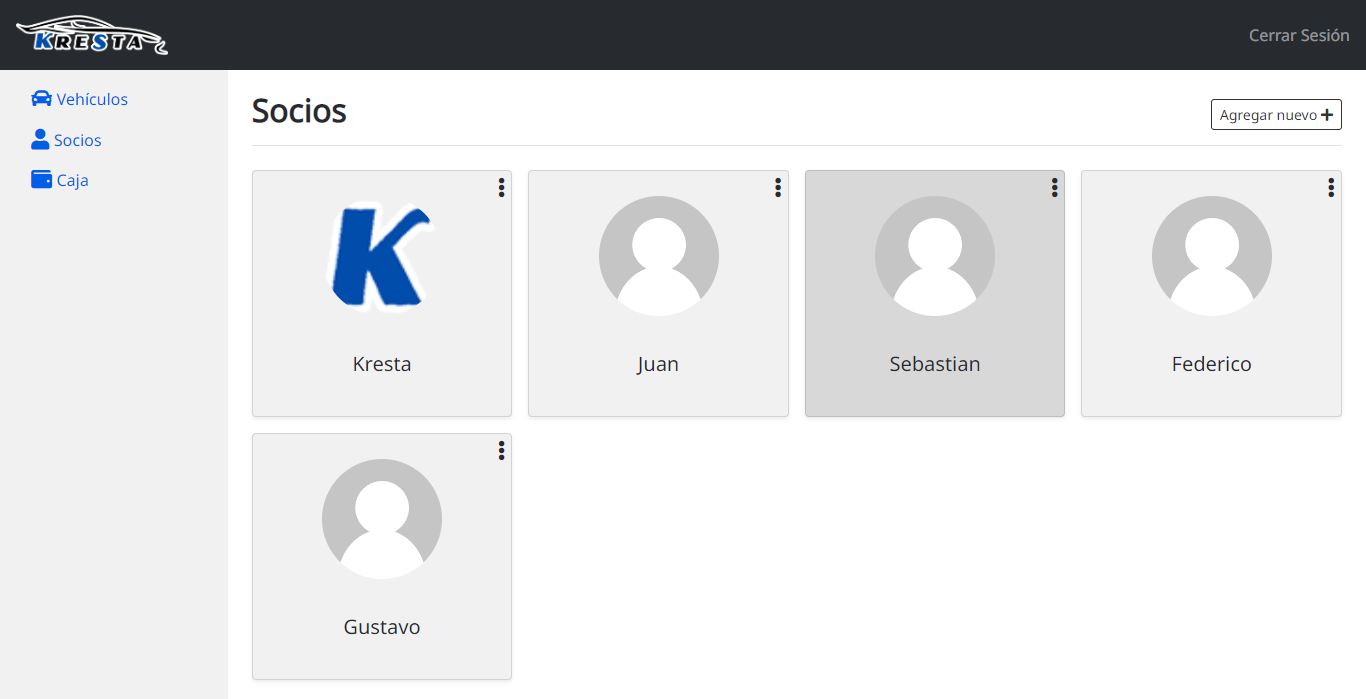 KRESTA
Cerrar Sesión
Vehículos
Socios
Caja
Socios
Agregar nuevo
K
Kresta
Juan
Sebastian
Federico
Gustavo